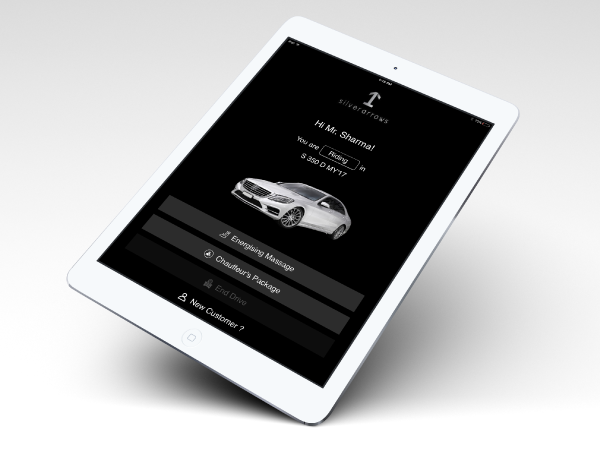 silverarrows
Hi Mr. Sharma!
You are Riding in
S 350 D MY'17
Energising Massage
Chauffeur's Package
End Drive
New Customer ?